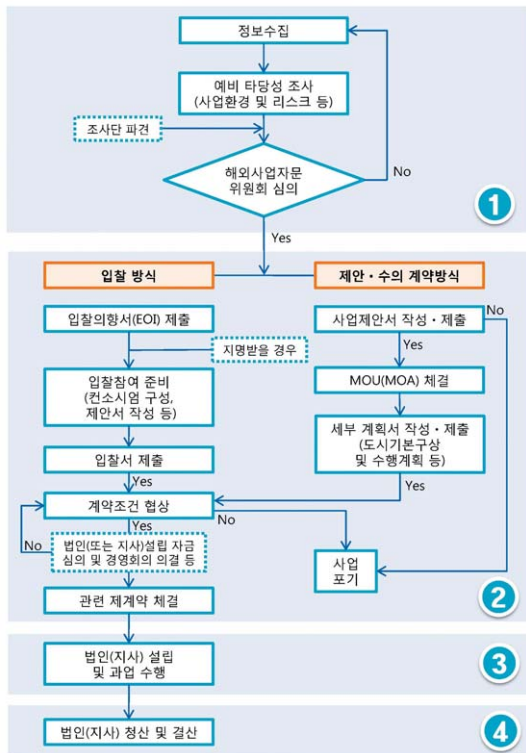 정보수집
예비 타당성 조사
(사업환경 및 리스크 등)
조사단 파견
해외사업자문
위원회 심의
No
1
Yes
입찰 방식
제안・수의 계약방식
입찰의향서(EOI) 제출
사업제안서 작성・제출
No
지명받을 경우
Yes
입찰참여 준비
(컨소시엄 구성,
제안서 작성 등)
MOU(MOA) 체결
세부 계획서 작성・제출
(도시기본구상
및 수행계획 등)
입찰서 제출
Yes
Yes
계약조건 협상
Yes
No
No
법인(또는 지사)설립 자금
심의 및 경영회의 의결 등
사업
포기
관련 제계약 체결
2
법인(지사) 설립
및 과업 수행
3
법인(지사) 청산 및 결산
4